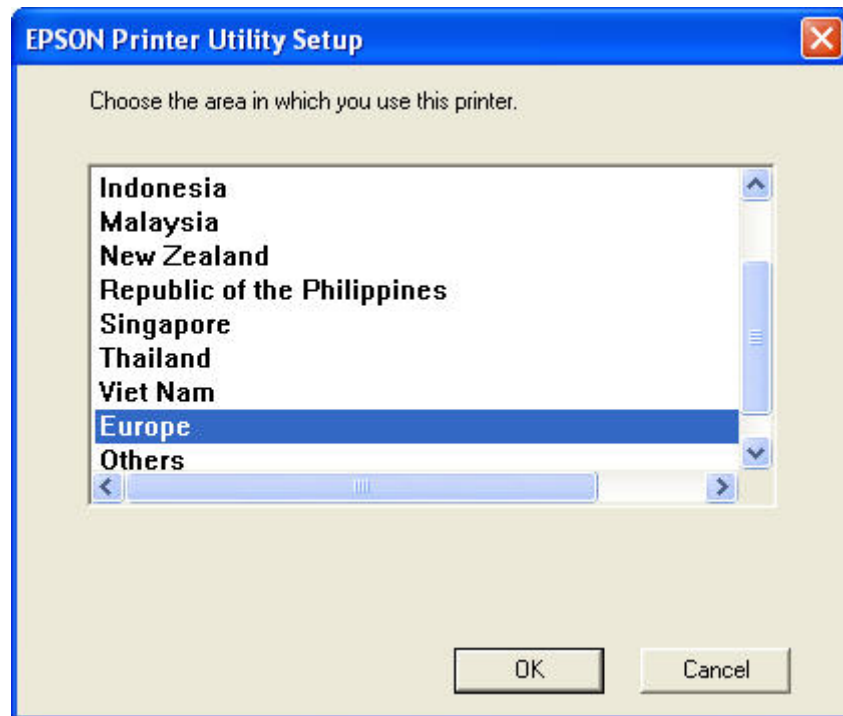 EPSON Printer Utility Setup
Choose the area in which you use this printer.
Indonesia
Malaysia
New Zealand
Republic of the Philippines
Singapore
Thailand
Viet Nam
Europe
Others
OK
Cancel